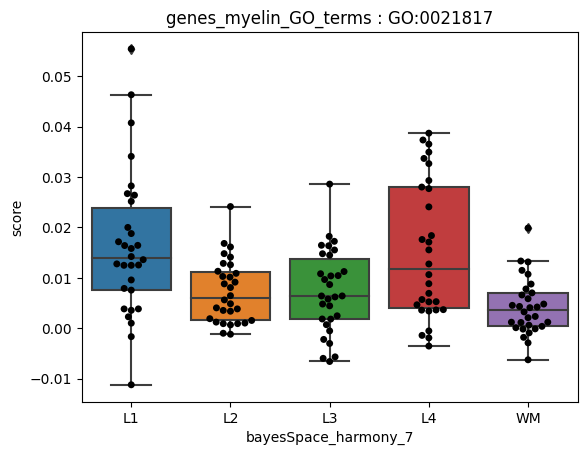 genes_myelin_GO_terms : GO:0021817
0.05
0.04
0.03
0.02
0.01
0.00
−0.01
score
L1 L2 L3 L4 WM
bayesSpace_harmony_7